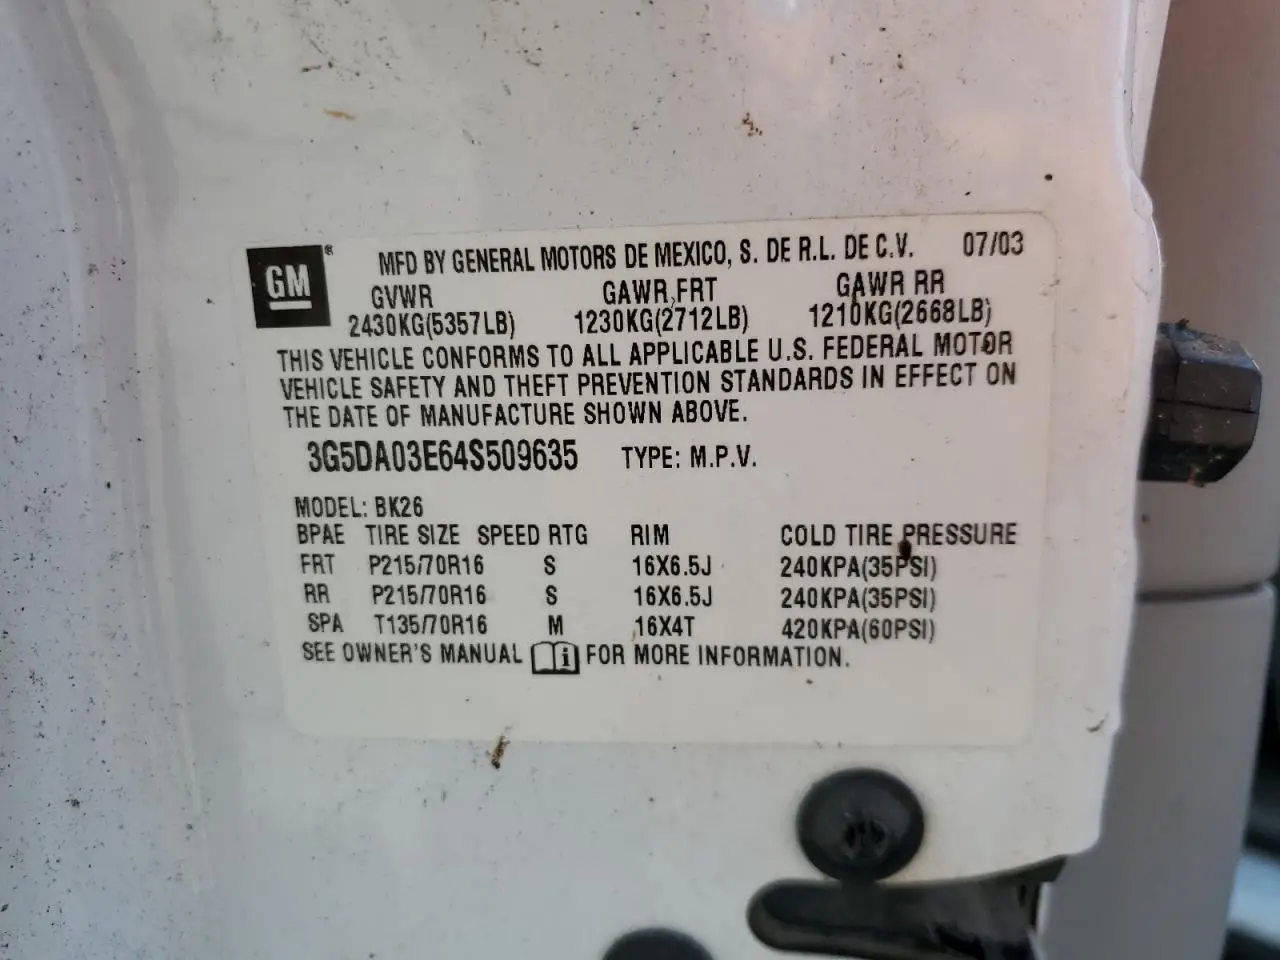 GM ® MFD BY GENERAL MOTORS DE MEXICO, S. DE R.L. DE C.V. 07/03
GVWR GAWR FRT GAWR RR
2430KG(5357LB) 1230KG(2712LB) 1210KG(2668LB)
THIS VEHICLE CONFORMS TO ALL APPLICABLE U.S. FEDERAL MOTOR
VEHICLE SAFETY AND THEFT PREVENTION STANDARDS IN EFFECT ON
THE DATE OF MANUFACTURE SHOWN ABOVE.
3G5DA03E64S509635 TYPE: M.P.V.
MODEL: BK26
BPAE TIRE SIZE SPEED RTG RIM COLD TIRE PRESSURE
FRT P215/70R16 S 16X6.5J 240KPA(35PSI)
RR P215/70R16 S 16X6.5J 240KPA(35PSI)
SPA T135/70R16 M 16X4T 420KPA(60PSI)
SEE OWNER'S MANUAL i FOR MORE INFORMATION.